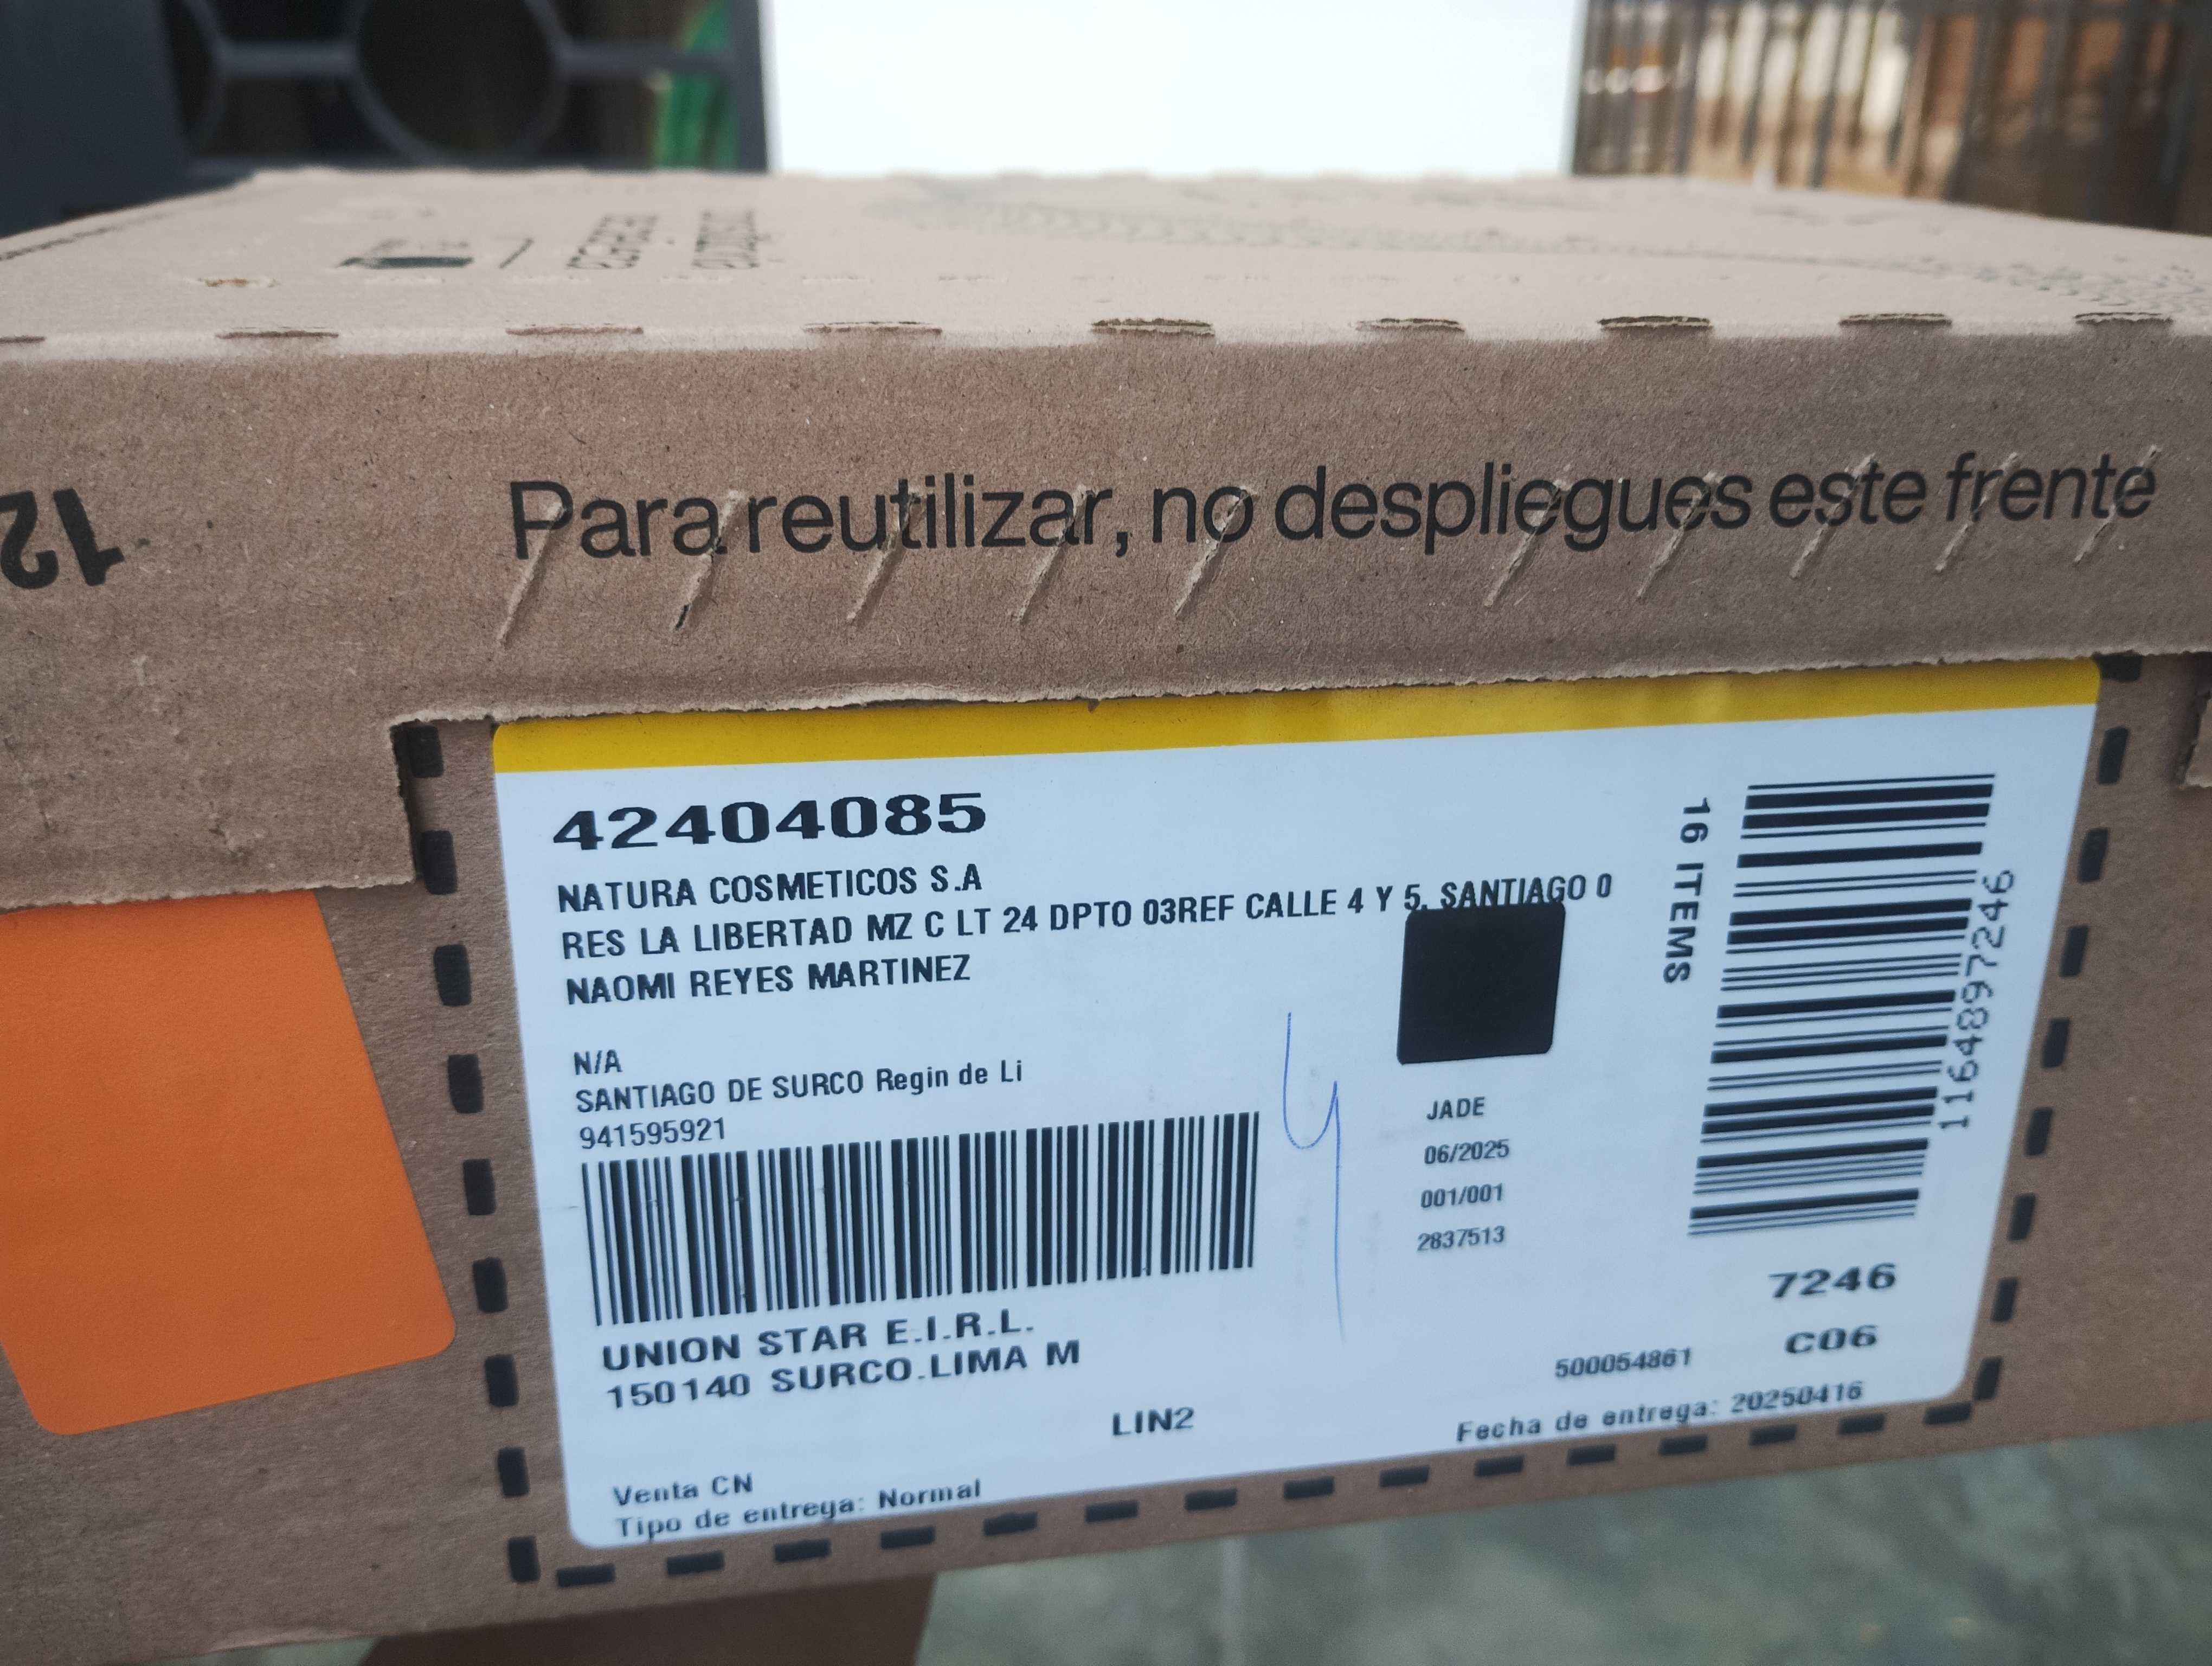 12
Para reutilizar, no despliegues este frente
42404085
NATURA COSMETICOS S.A
RES LA LIBERTAD MZ C LT 24 DPTO 03REF CALLE 4 Y 5, SANTIAGO 0
NAOMI REYES MARTINEZ
N/A
SANTIAGO DE SURCO Regin de Li
941595921
UNION STAR E.I.R.L.
150140 SURCO.LIMA M
LIN2
Venta CN
Tipo de entrega: Normal
JADE
06/2025
001/001
2837513
16 ITEMS
11648977246
7246
C06
500054861
Fecha de entrega: 20250416